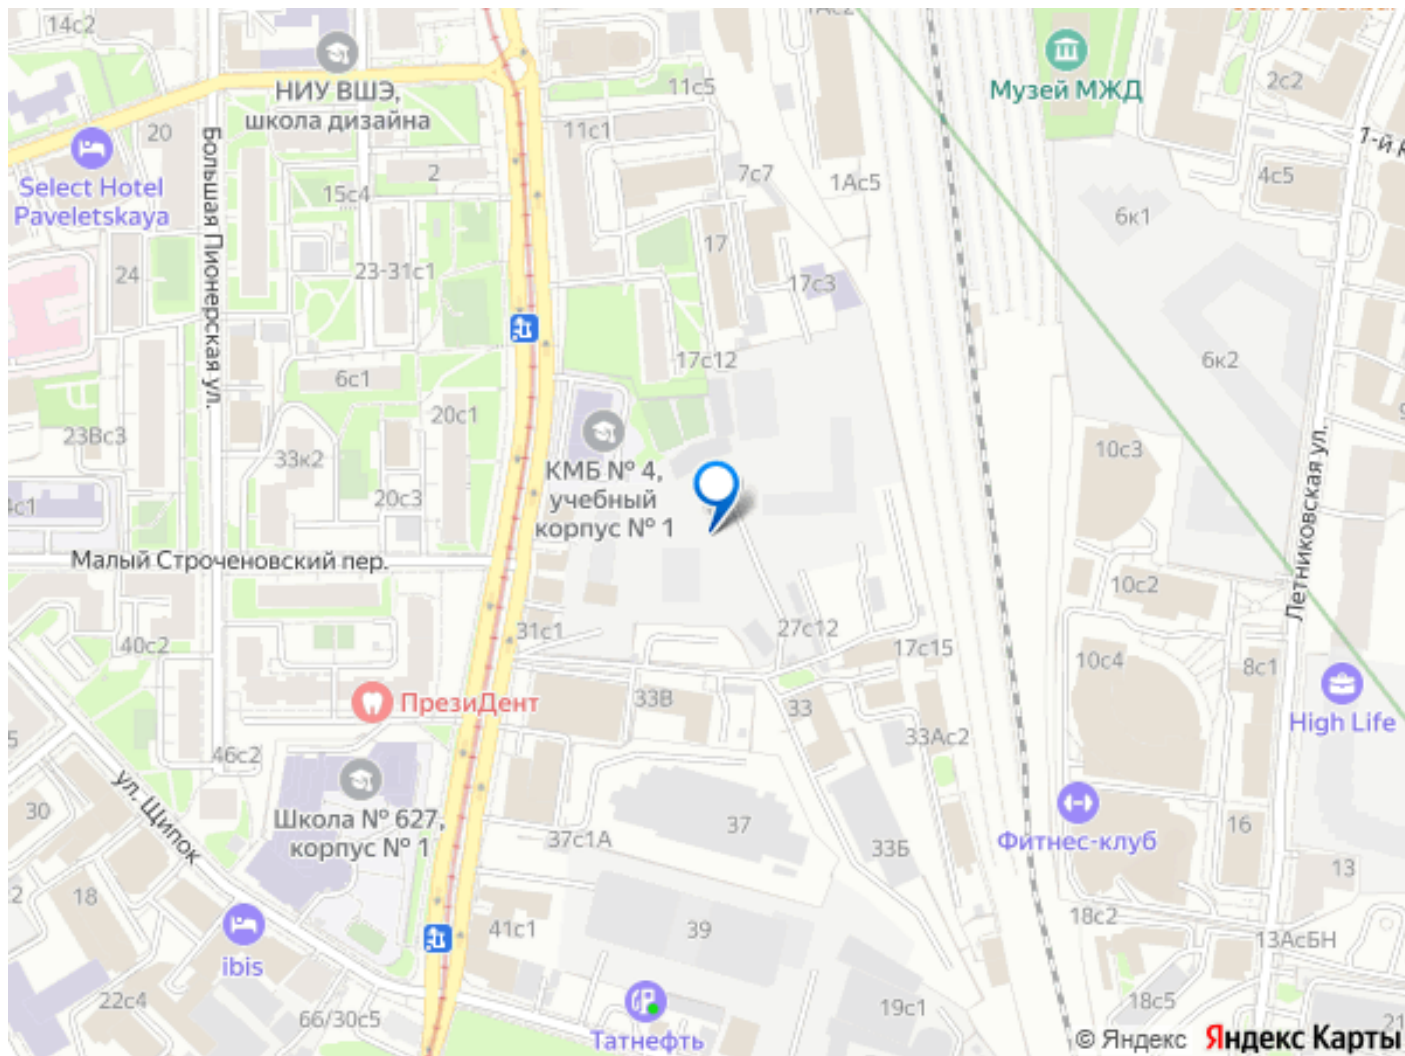 14с2
НИУ ВШЭ,
школа дизайна
20
Select Hotel
Paveletskaya
Большая Пионерская ул.
15с4
2
11с5
11с1
7с7
1Ас5
Музей МЖД
2с2
4с5
6к1
24
23-31с1
17
17с3
6к2
6с1
17с12
20с1
23Вс3
33к2
20с3
КМБ № 4,
учебный
корпус № 1
10с3
Летниковская ул.
Малый Строченовский пер.
10с2
40с2
31с1
27с12
17с15
10с4
8с1
ПрезиДент
33В
33
33Ас2
High Life
46с2
ул. Щипок
30
Школа № 627,
корпус № 1
37с1А
37
33Б
Фитнес-клуб
16
13
18
ibis
41с1
39
18с2
13АсБН
22с4
66/30с5
Татнефть
19с1
18с5
21
© Яндекс Яндекс Карты